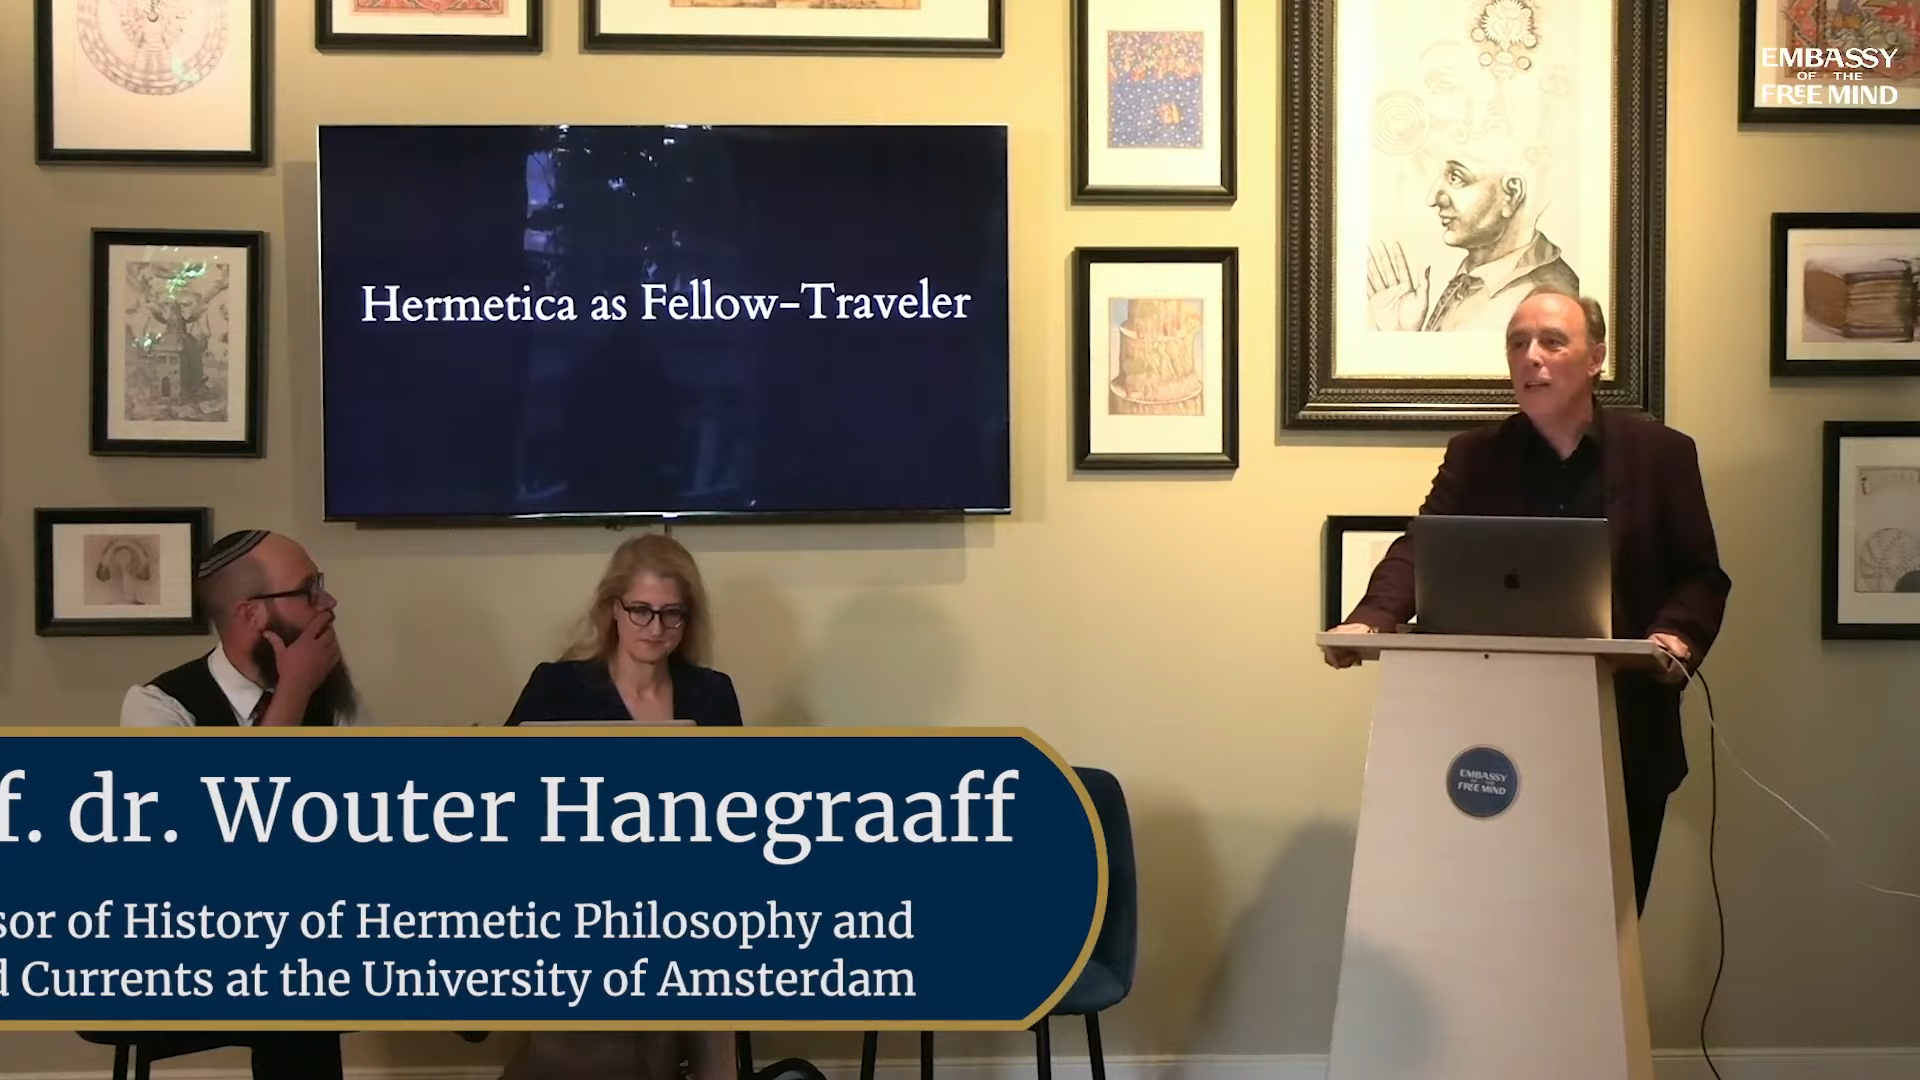 EMBASSY
OF THE
FREE MIND
Hermetica as Fellow-Traveler
EMBASSY
OF THE
FREE MIND
f. dr. Wouter Hanegraaff
sor of History of Hermetic Philosophy and
d Currents at the University of Amsterdam